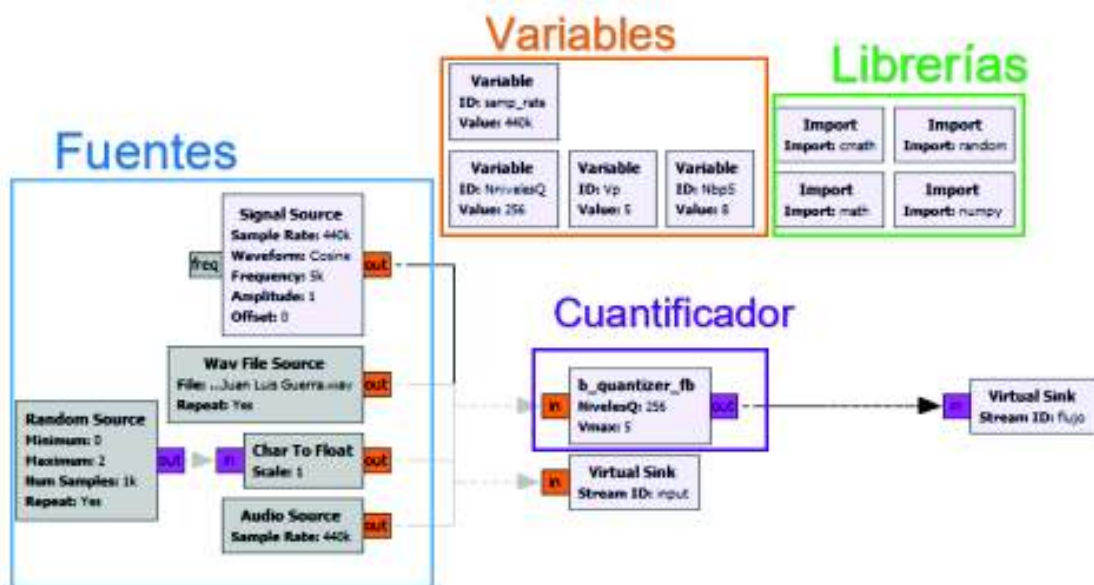 Variables
Librerías
Fuentes
Variable
ID: samp_rate
Value: 440k
Variable
ID: NnivelesQ
Value: 256
Variable
ID: Vp
Value: 5
Variable
ID: NbpS
Value: 8
Import
Import: cmath
Import
Import: random
Import
Import: math
Import
Import: numpy
Signal Source
Sample Rate: 440k
Waveform: Cosine
Frequency: 5k
Amplitude: 1
Offset: 0
freq
out
Wav File Source
File: ...Juan Luis Guerra.wav
Repeat: Yes
out
Random Source
Minimum: 0
Maximum: 2
Num Samples: 1k
Repeat: Yes
out
in
Char To Float
Scale: 1
out
Audio Source
Sample Rate: 440k
out
Cuantificador
in
b_quantizer_fb
NivelesQ: 256
Vmax: 5
out
in
Virtual Sink
Stream ID: input
in
Virtual Sink
Stream ID: flujo